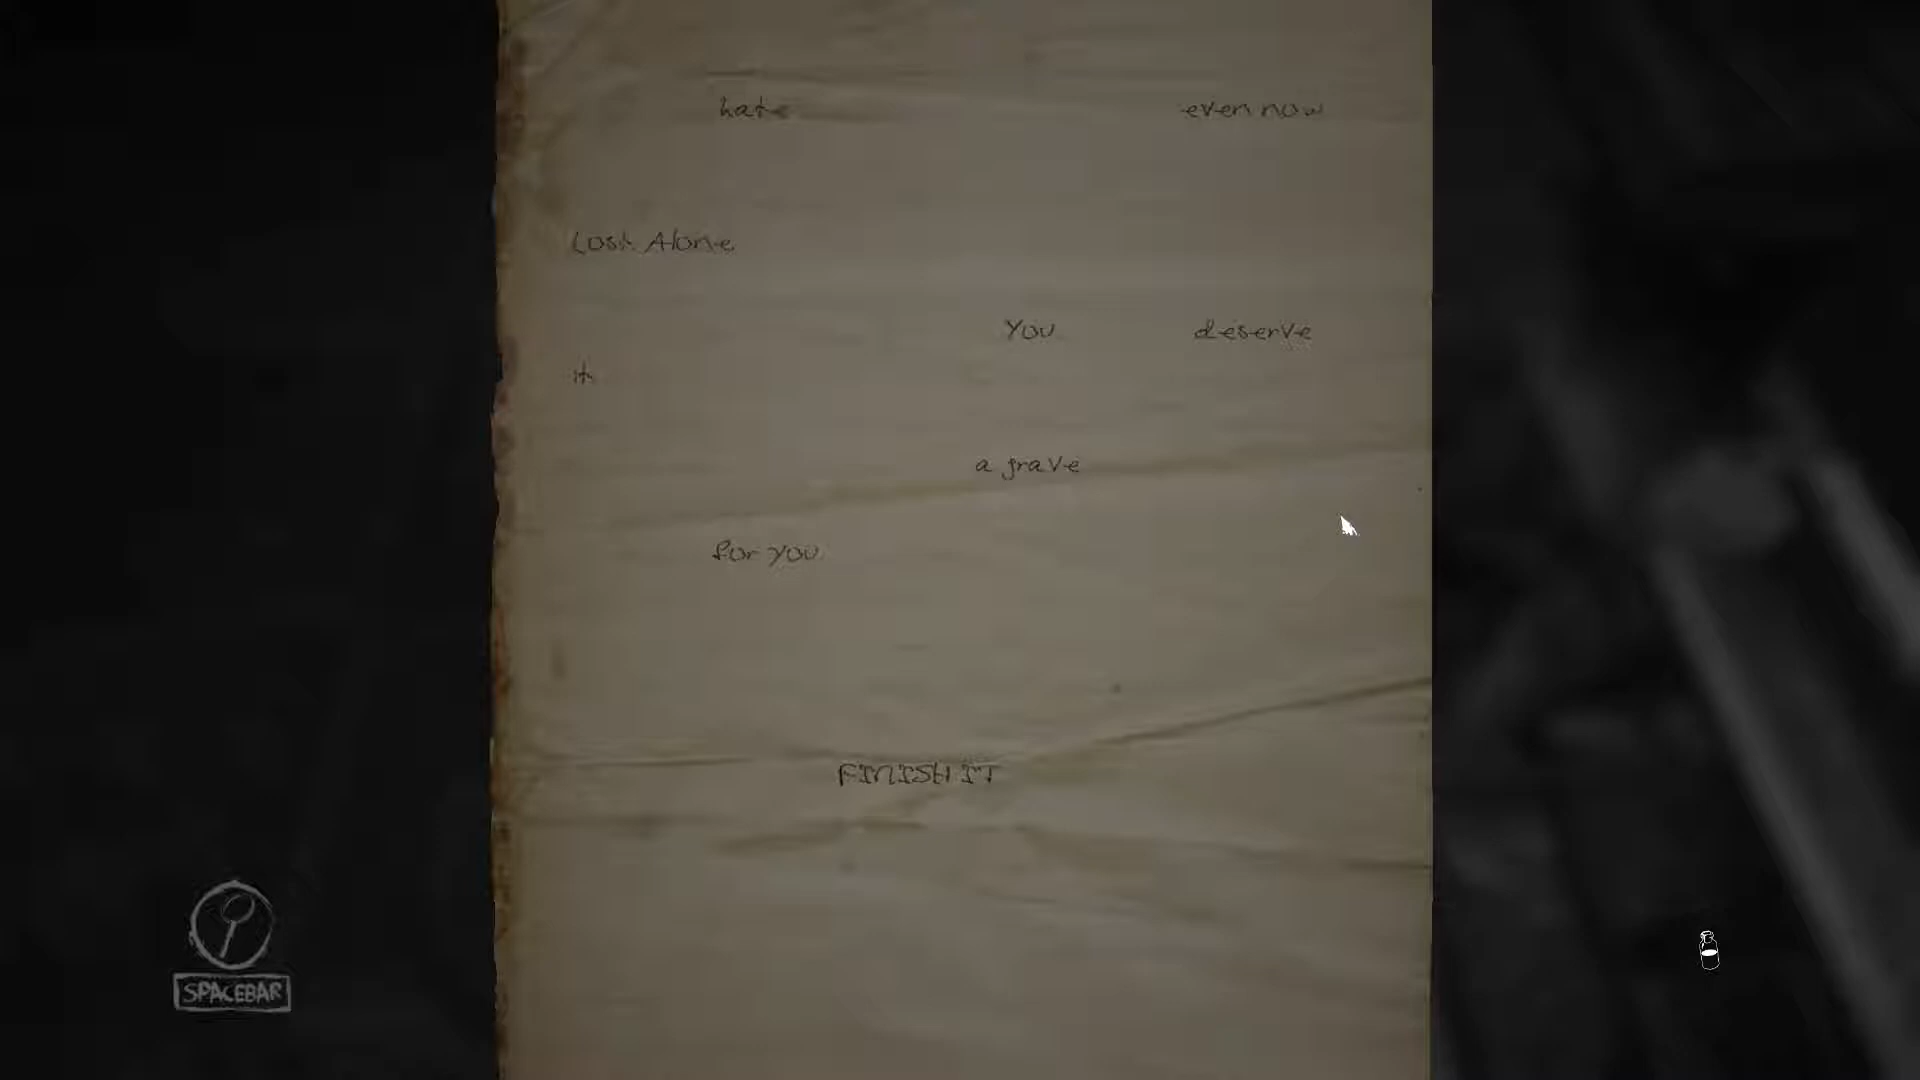 hate even now
Lost Alone
you deserve
it
a grave
for you
FINISH IT
SPACEBAR